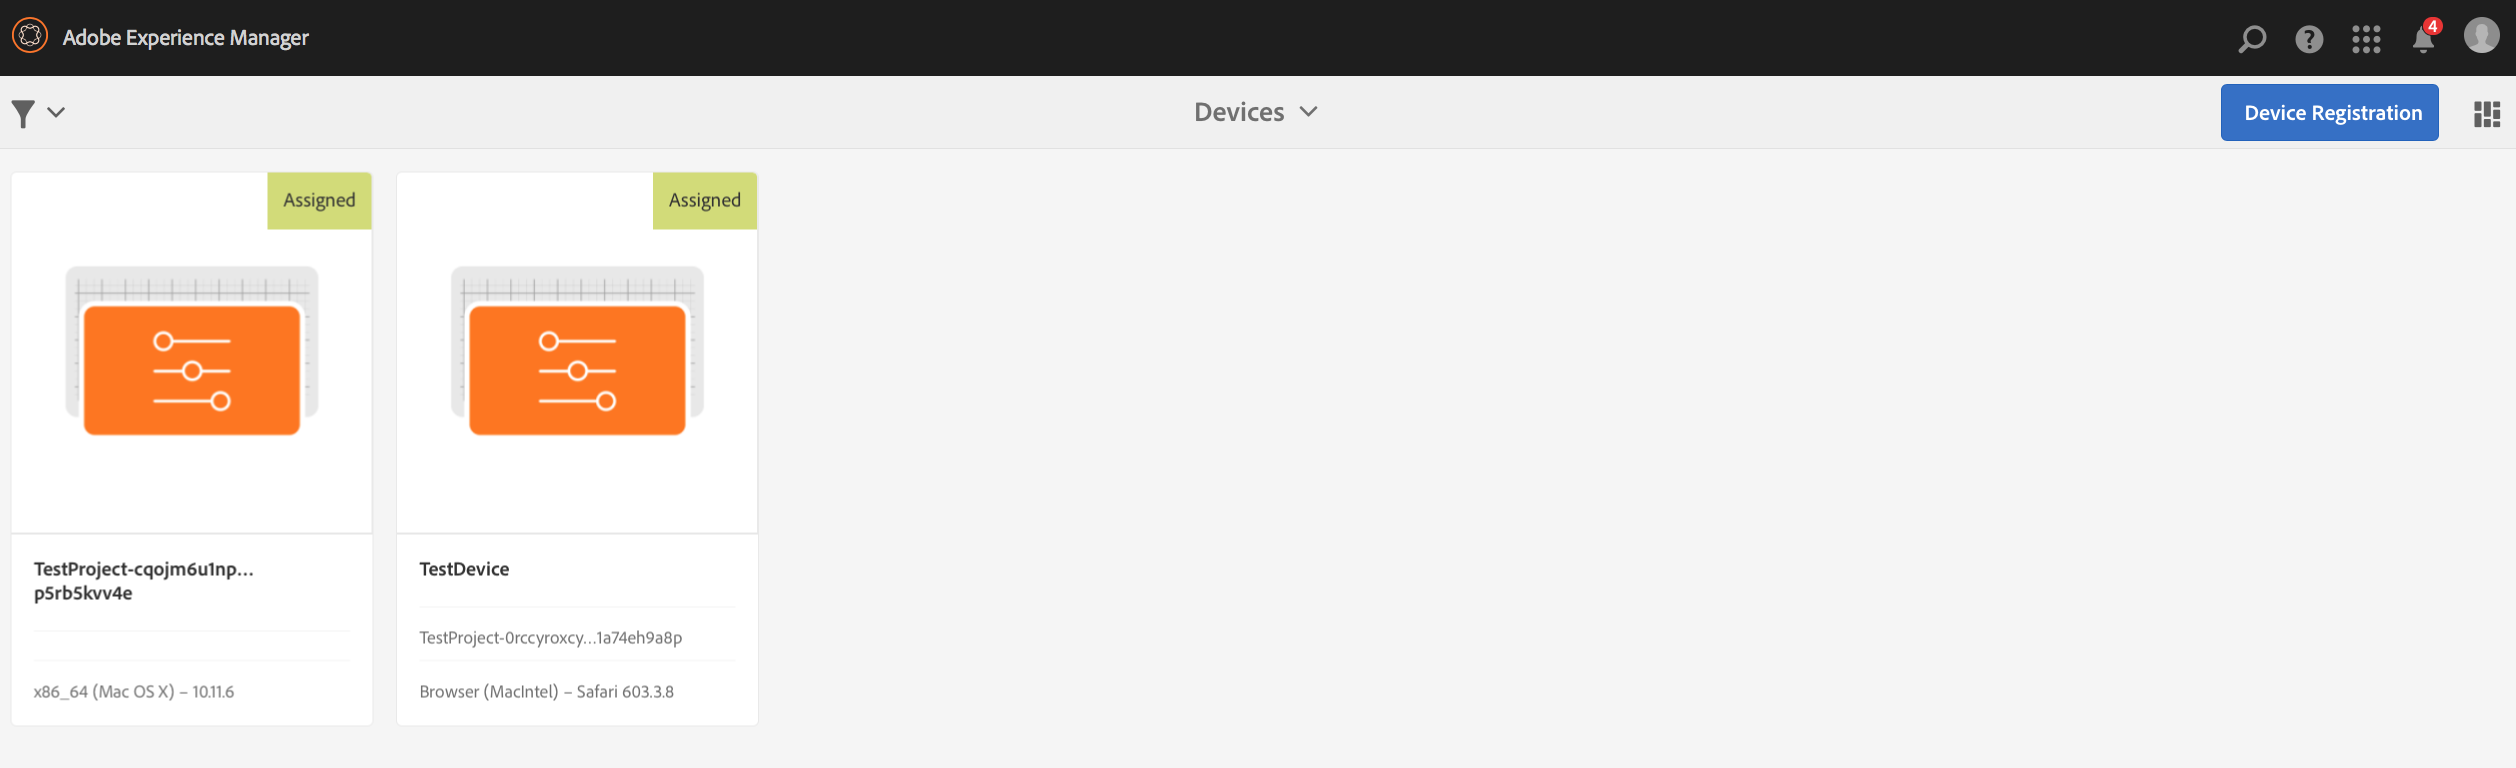 Adobe Experience Manager
?
4
Devices
Device Registration
Assigned
Assigned
TestProject-cqojm6u1np...
p5rb5kvv4e
x86_64 (Mac OS X) – 10.11.6
TestDevice
TestProject-0rccyroxcy...1a74eh9a8p
Browser (MacIntel) – Safari 603.3.8